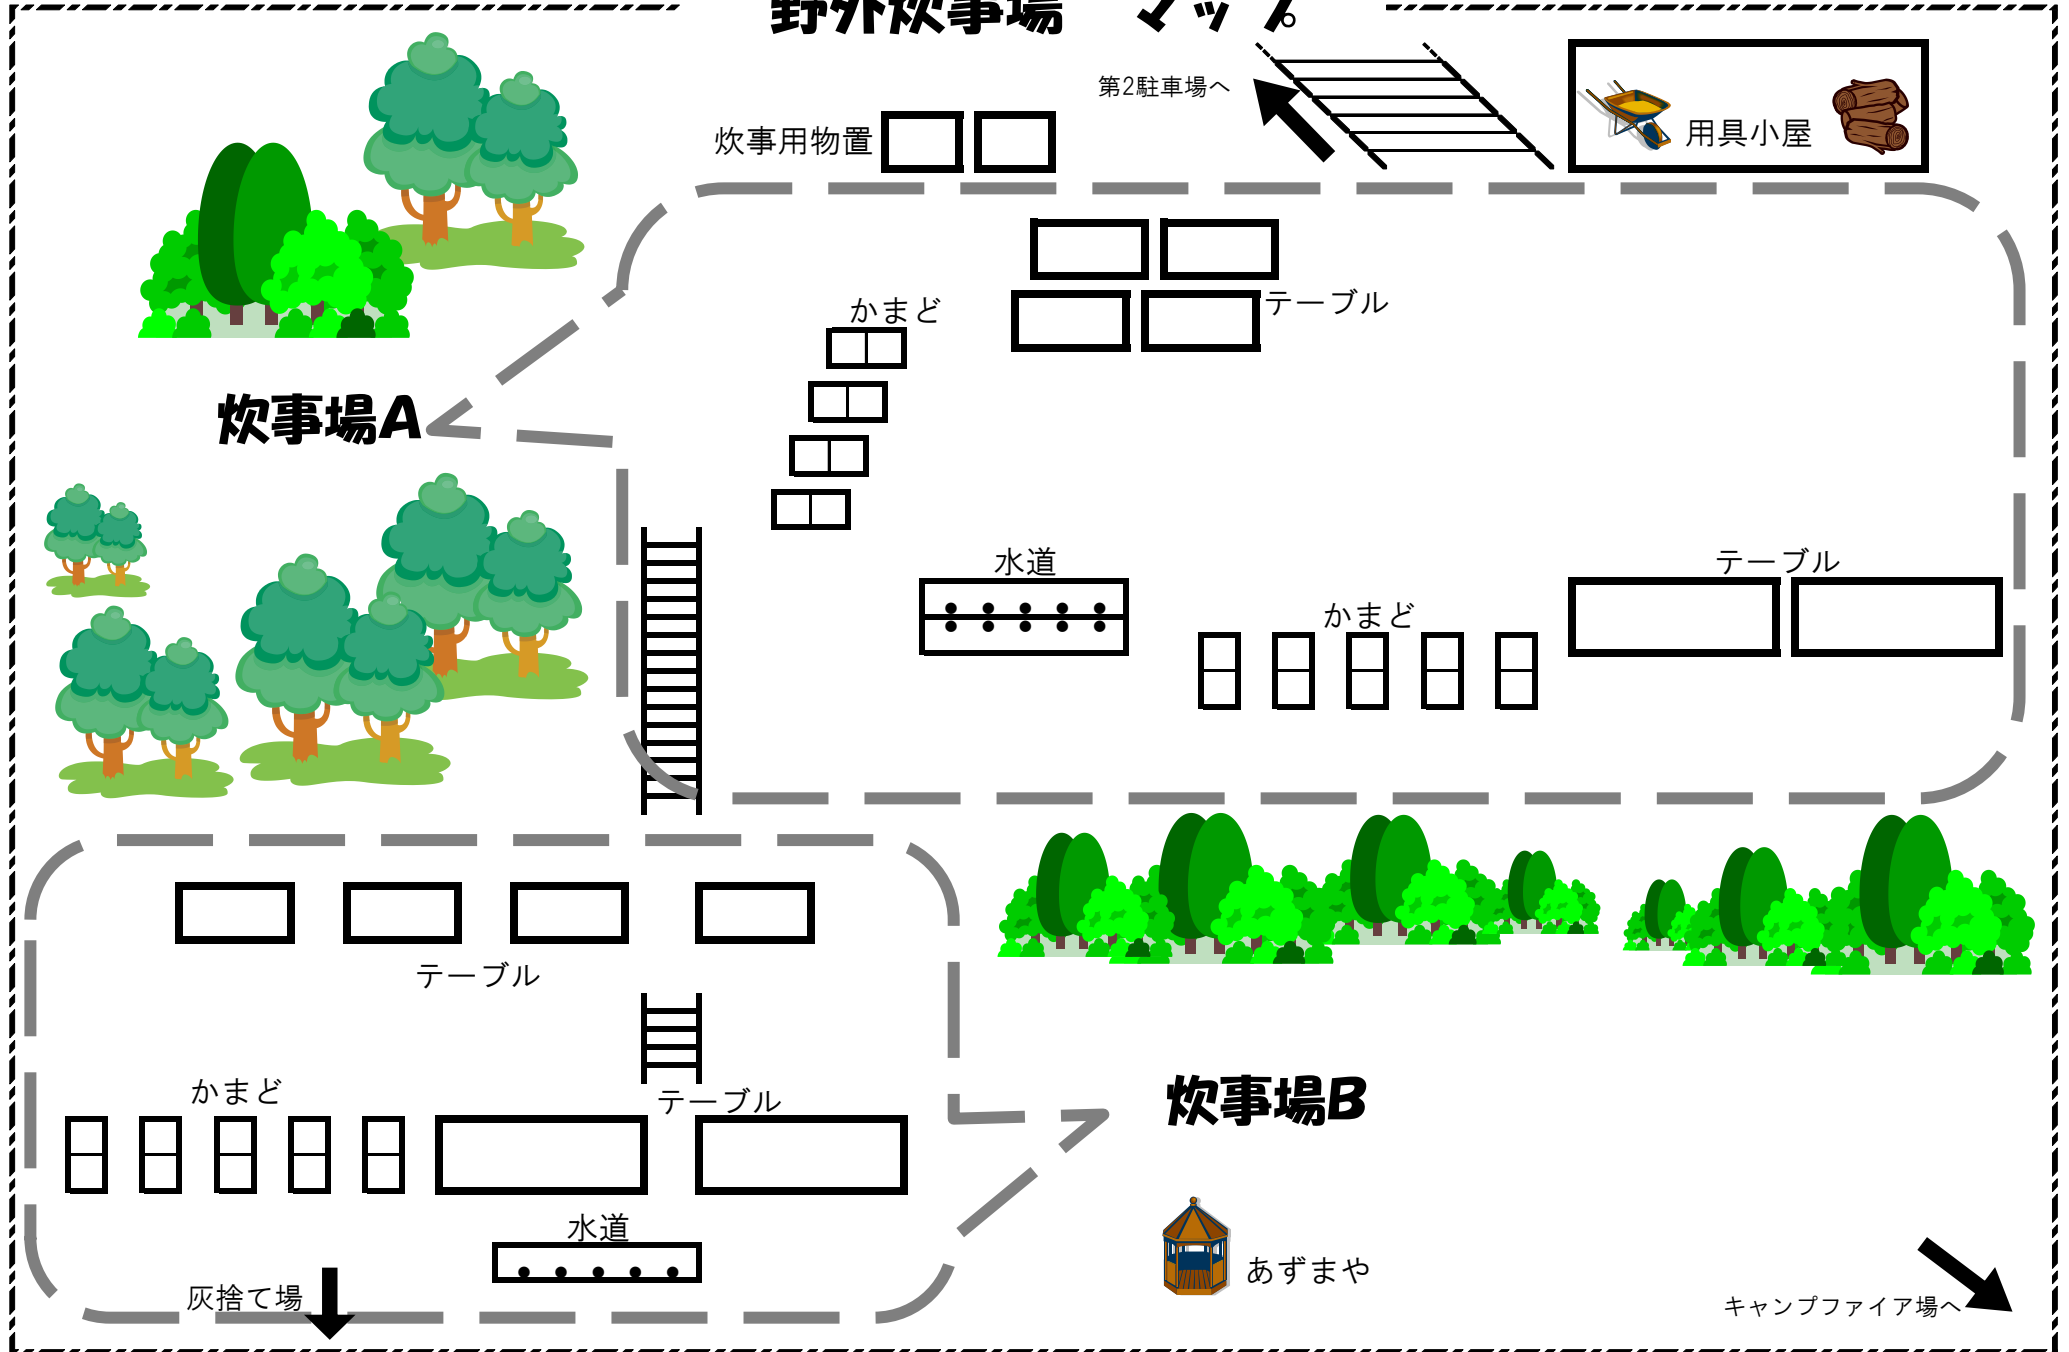 野外炊事場　マップ
第2駐車場へ
炊事用物置
用具小屋
かまど
テーブル
炊事場A
水道
かまど
テーブル
テーブル
かまど
テーブル
炊事場B
水道
あずまや
灰捨て場
キャンプファイア場へ